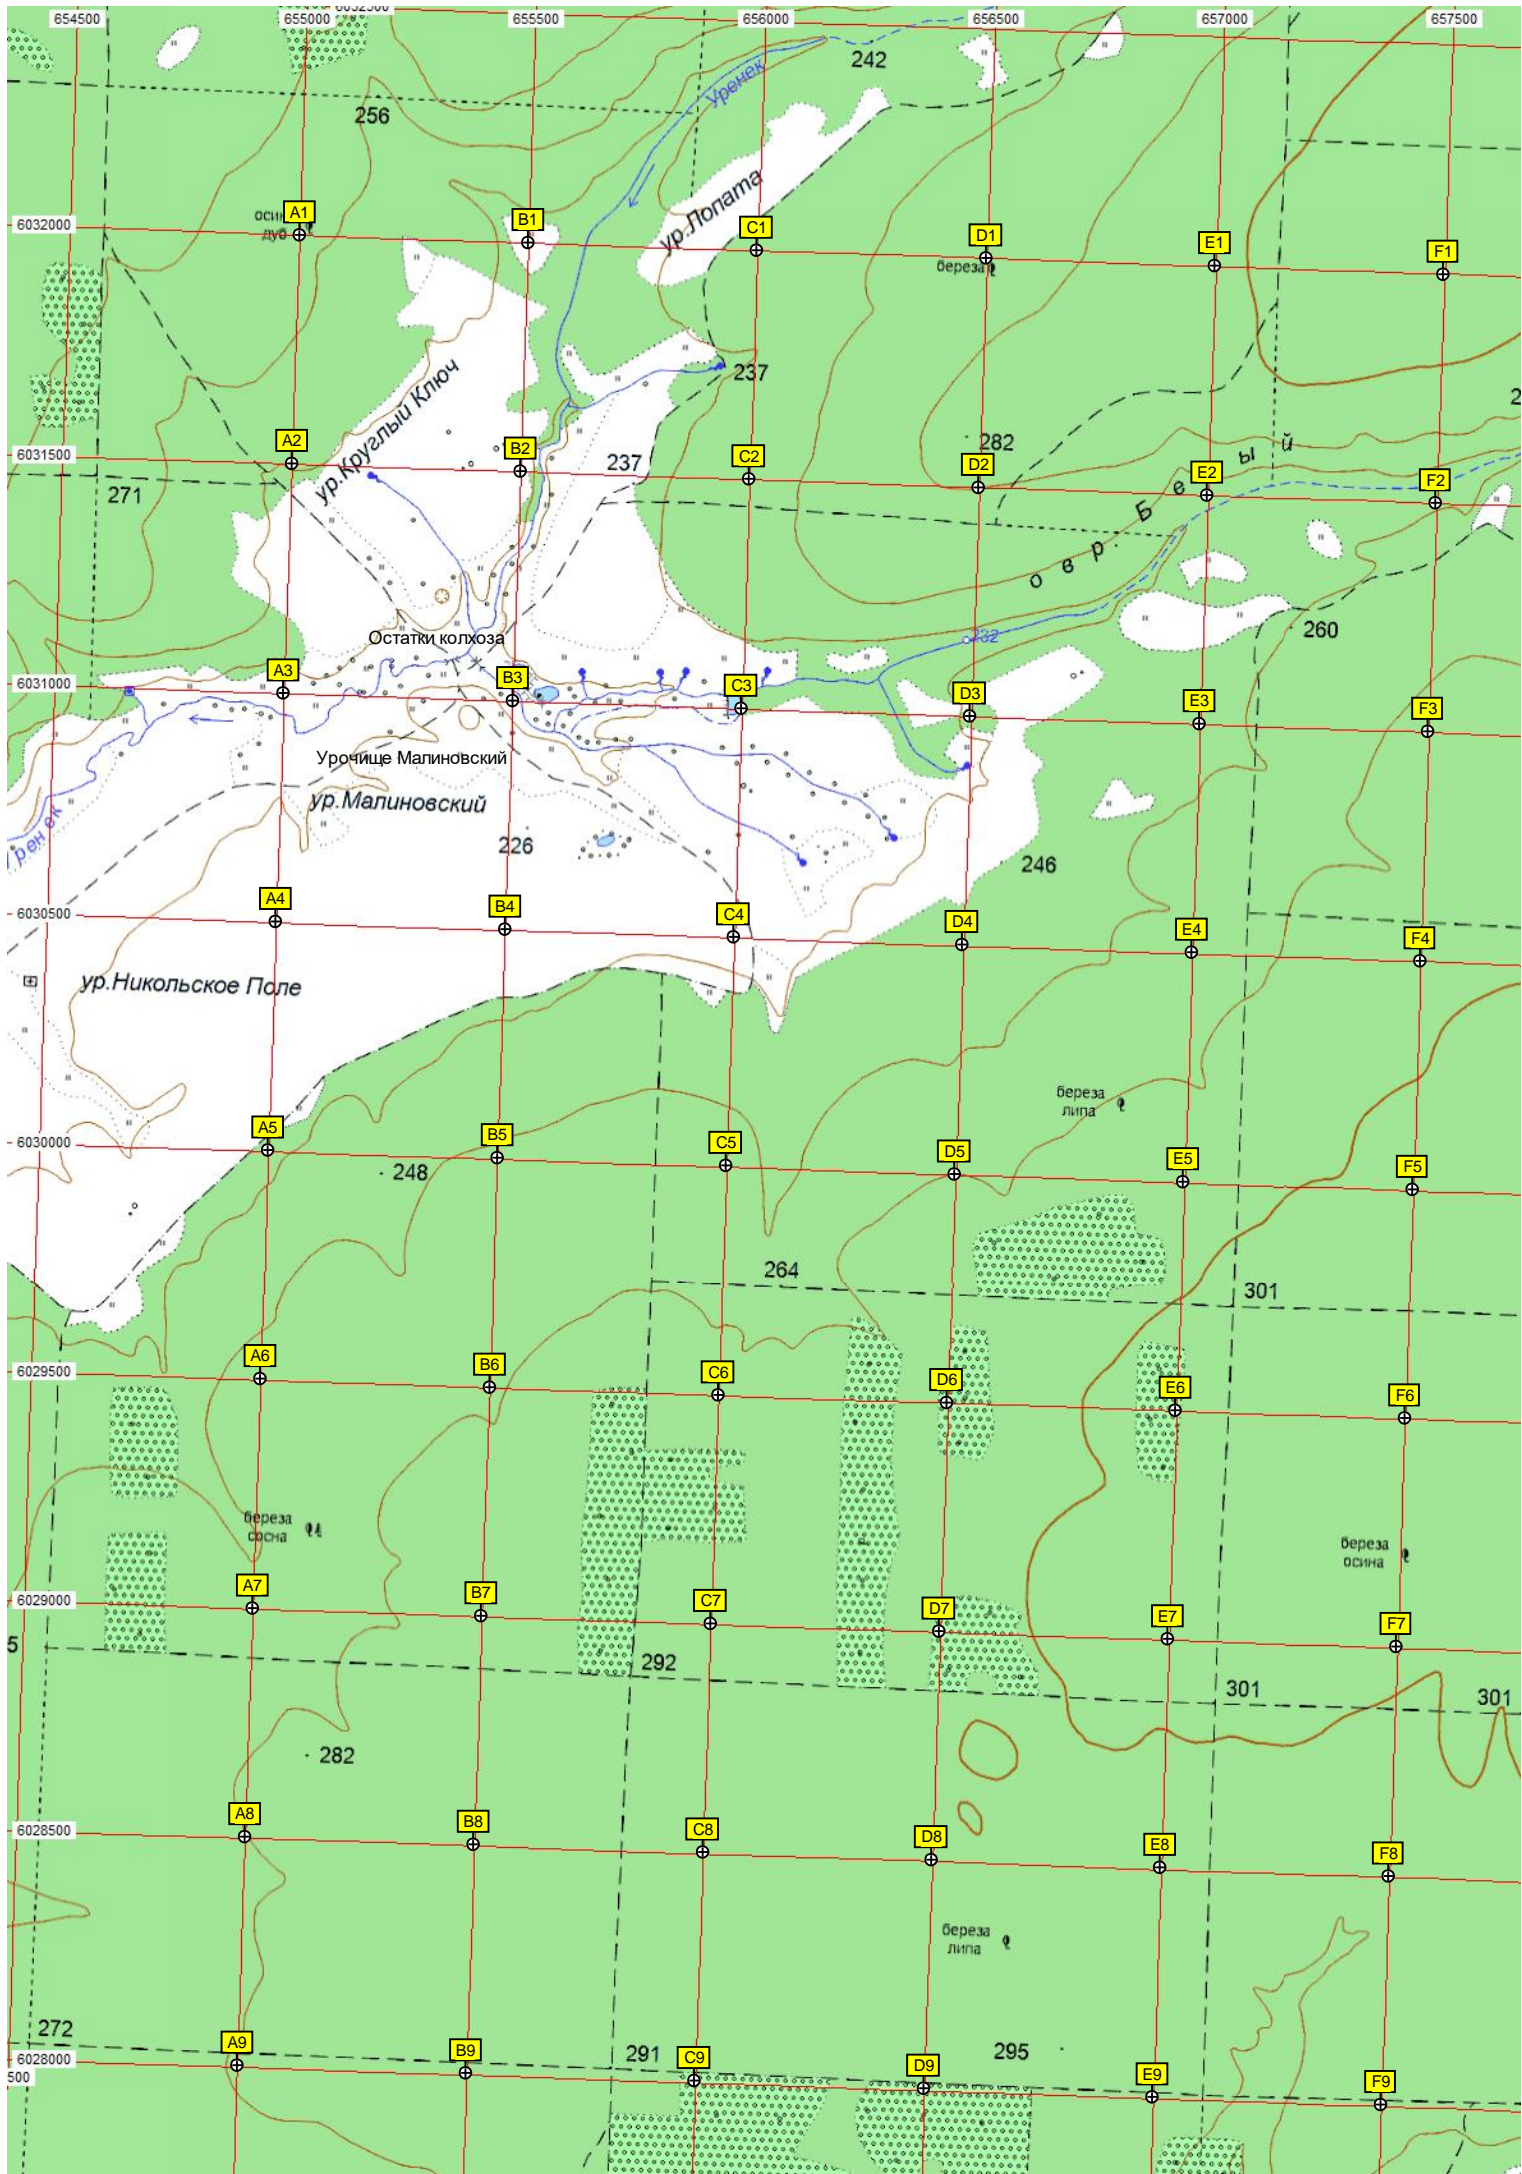 6032500
654500 655000 655500 656000 656500 657000 657500
242
Уренек
256
ур.Лопата
6032000
A1 B1 C1 D1 E1 F1
дуб
береза
ур.Круглый Ключ
237
282
овр. Бе ый
6031500
A2 B2 C2 D2 E2 F2
237
271
260
Остатки колхоза
232
6031000
A3 B3 C3 D3 E3 F3
Урочище Малиновский
ур.Малиновский
226
246
6030500
A4 B4 C4 D4 E4 F4
ур.Никольское Поле
береза
липа
6030000
A5 B5 C5 D5 E5 F5
248
264
301
6029500
A6 B6 C6 D6 E6 F6
береза
сосна
береза
осина
6029000
A7 B7 C7 D7 E7 F7
5
292
301
301
282
6028500
A8 B8 C8 D8 E8 F8
береза
липа
272
291
295
6028000
A9 B9 C9 D9 E9 F9
500